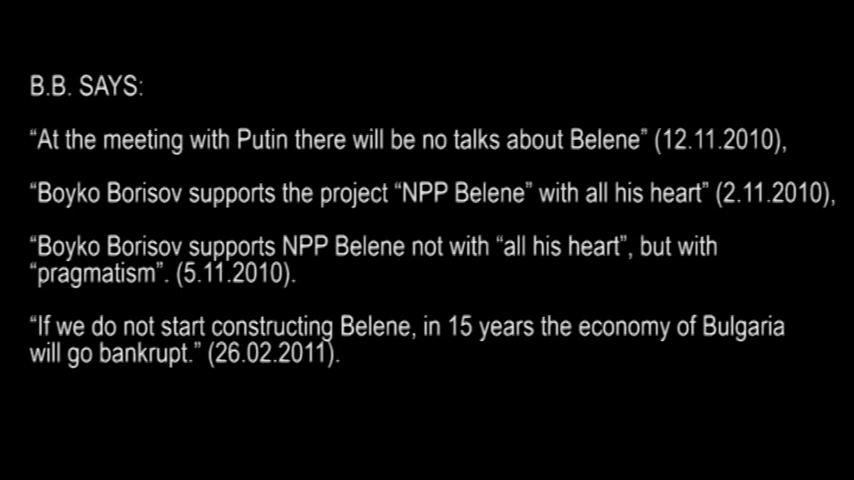 B.B. SAYS:
“At the meeting with Putin there will be no talks about Belene” (12.11.2010),
“Boyko Borisov supports the project “NPP Belene” with all his heart” (2.11.2010),
“Boyko Borisov supports NPP Belene not with “all his heart”, but with
“pragmatism”. (5.11.2010).
“If we do not start constructing Belene, in 15 years the economy of Bulgaria
will go bankrupt.” (26.02.2011).